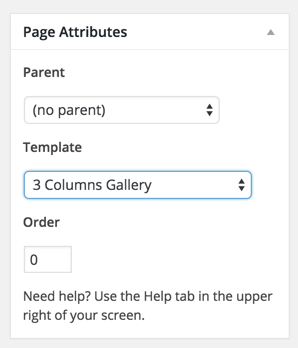 Page Attributes
Parent
(no parent)
Template
3 Columns Gallery
Order
0
Need help? Use the Help tab in the upper
right of your screen.